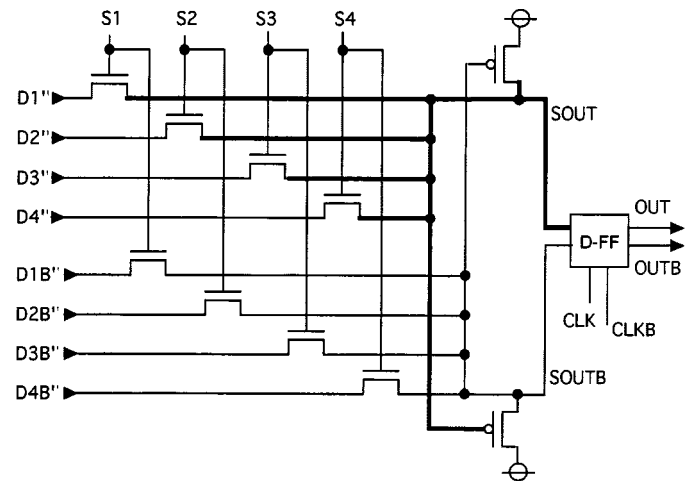 S1 S2 S3 S4
D1"
SOUT
D2"
D3"
D4"
OUT
D-FF
OUTB
D1B"
D2B"
CLK
CLKB
D3B"
SOUTB
D4B"